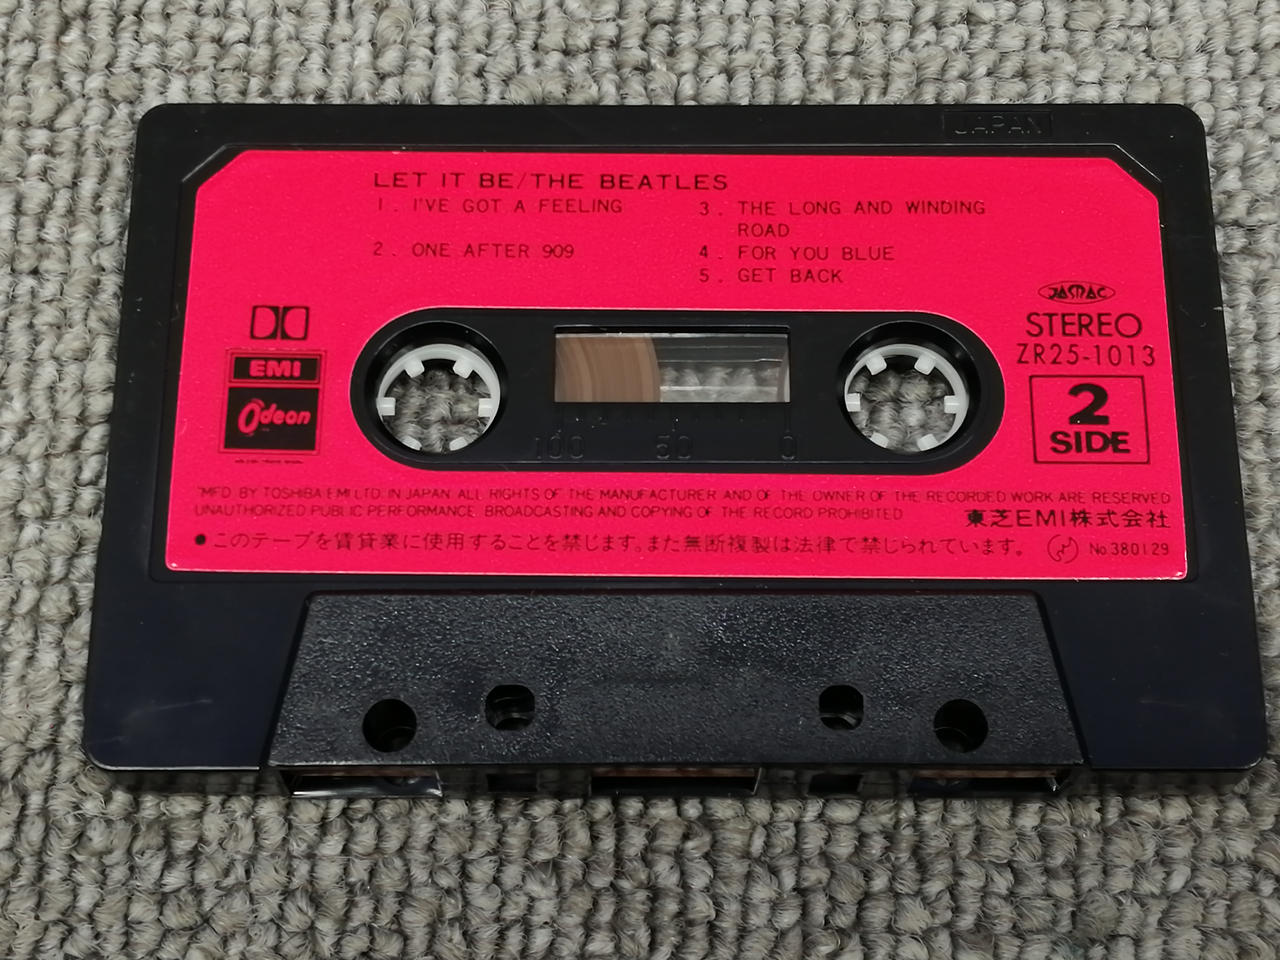 JAPAN
LET IT BE/THE BEATLES
1. I'VE GOT A FEELING
2. ONE AFTER 909
3. THE LONG AND WINDING
ROAD
4. FOR YOU BLUE
5. GET BACK
JASRAC
STEREO
ZR25-1013
2
SIDE
EMI
Odeon
100 50 0
"MFD. BY TOSHIBA EMI LTD. IN JAPAN ALL RIGHTS OF THE MANUFACTURER AND OF THE OWNER OF THE RECORDED WORK ARE RESERVED
UNAUTHORIZED PUBLIC PERFORMANCE BROADCASTING AND COPYING OF THE RECORD PROHIBITED
東芝EMI株式会社
●このテープを賃貸業に使用することを禁じます。また無断複製は法律で禁じられています。
No.380129